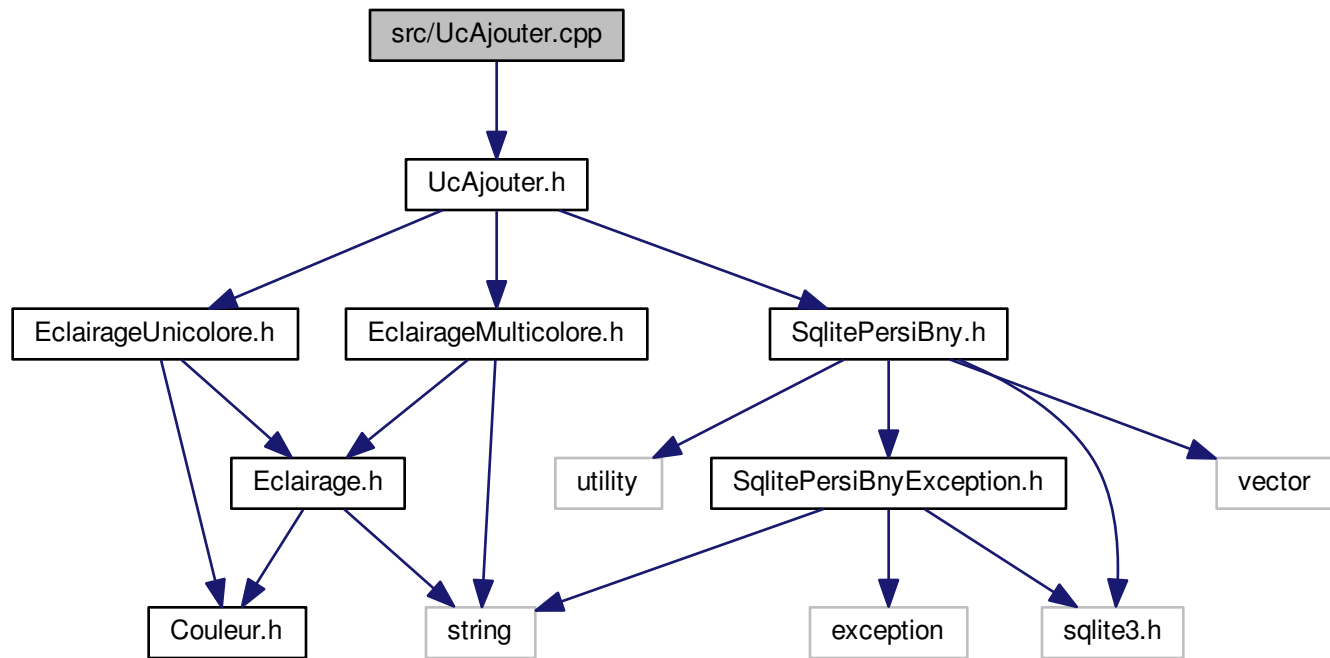 src/UcAjouter.cpp
UcAjouter.h
EclairageUnicolore.h
EclairageMulticolore.h
SqlitePersiBny.h
Eclairage.h
utility
SqlitePersiBnyException.h
vector
Couleur.h
string
exception
sqlite3.h